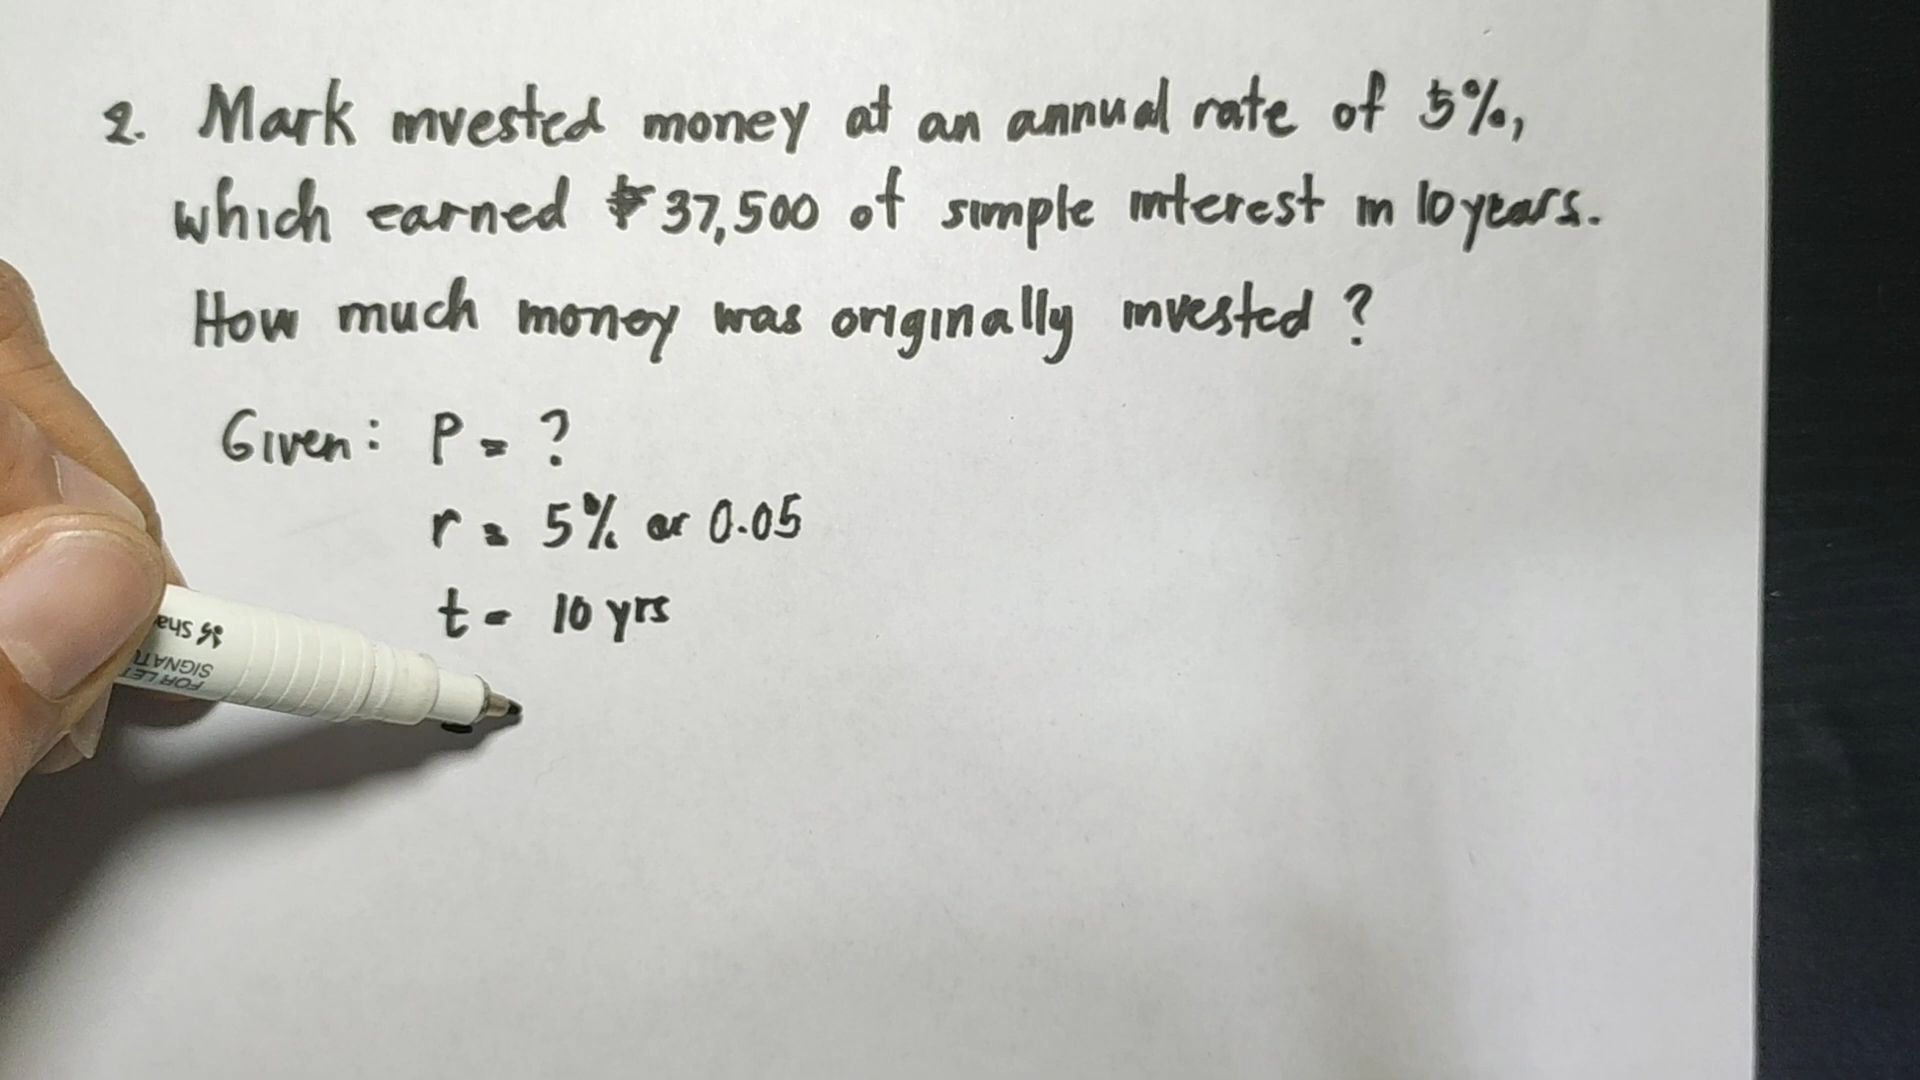 2. Mark invested money at an annual rate of 5%,
which earned ₱37,500 of simple interest in 10 years.
How much money was originally invested?
Given: P = ?
r = 5% or 0.05
t = 10 yrs
Sha
FOR LET
SIGNATU